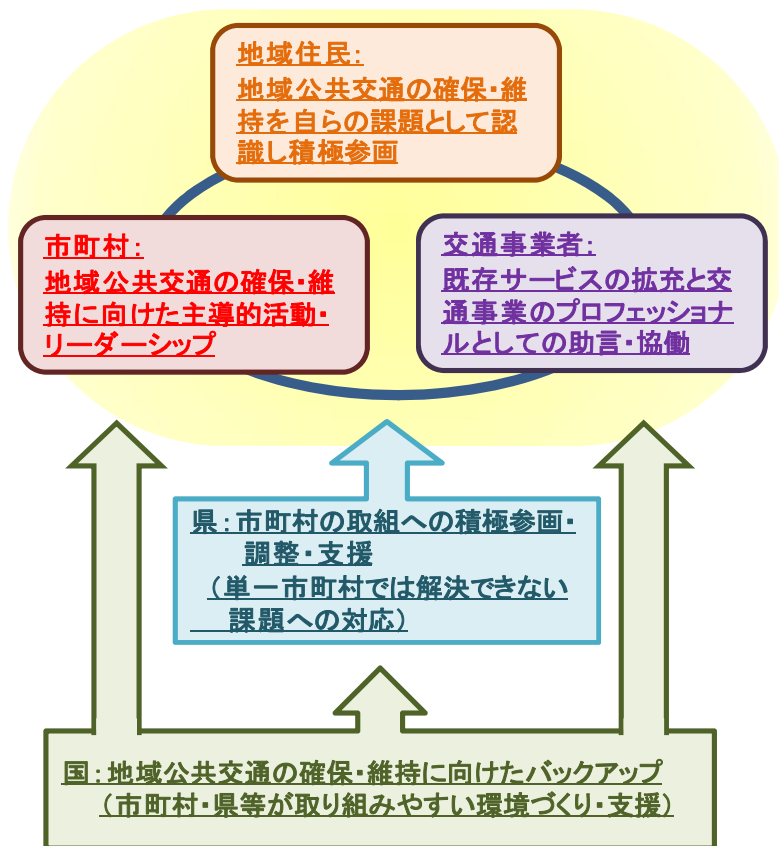 地域住民：
地域公共交通の確保・維
持を自らの課題として認
識し積極参画
市町村：
地域公共交通の確保・維
持に向けた主導的活動・
リーダーシップ
交通事業者：
既存サービスの拡充と交
通事業のプロフェッショナ
ルとしての助言・協働
県：市町村の取組への積極参画・
調整・支援
（単一市町村では解決できない
課題への対応）
国：地域公共交通の確保・維持に向けたバックアップ
（市町村・県等が取り組みやすい環境づくり・支援）